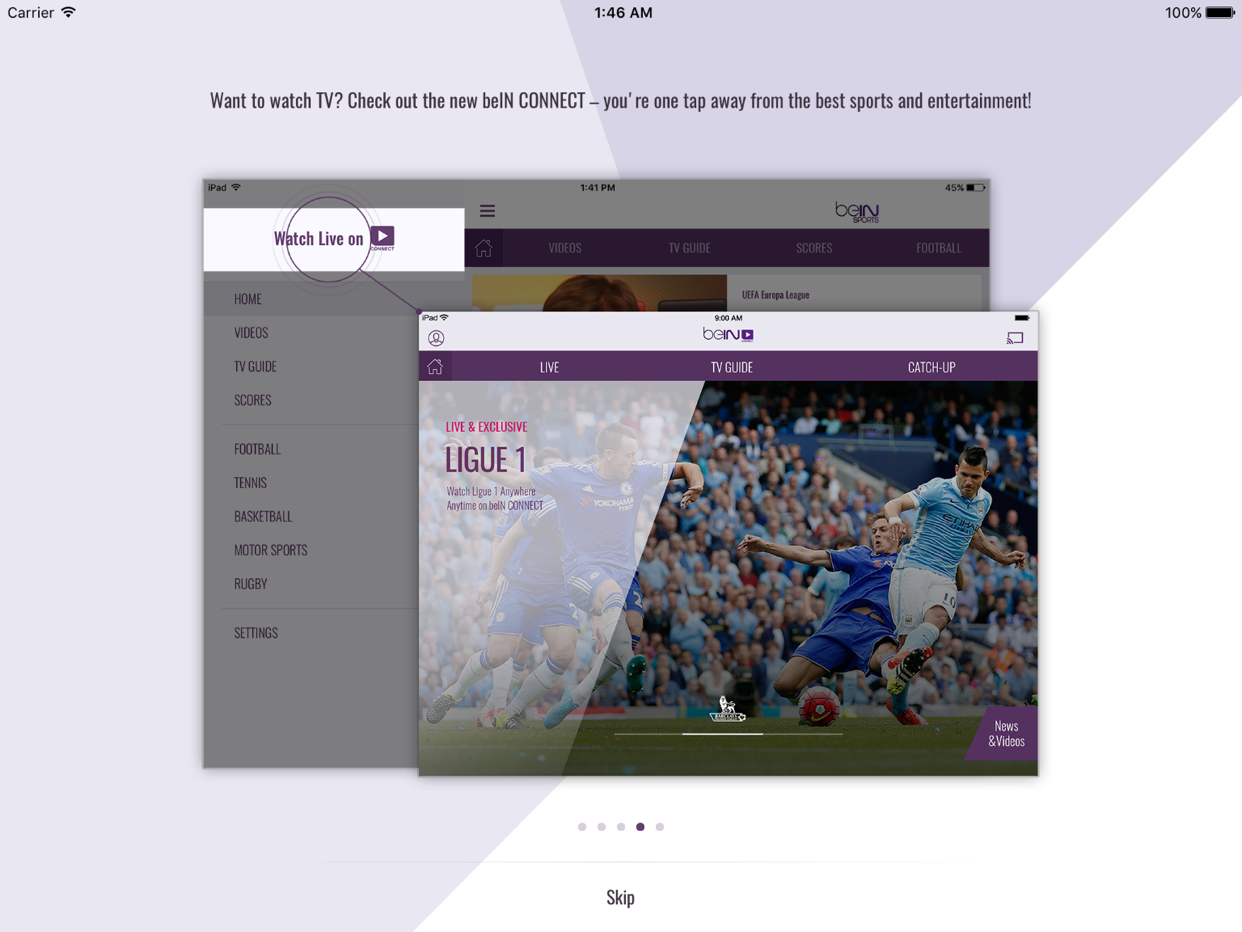 Carrier
1:46 AM
100%
Want to watch TV? Check out the new beIN CONNECT – you're one tap away from the best sports and entertainment!
iPad
1:41 PM
45%
Watch Live on
CONNECT
beIN
SPORTS
VIDEOS
TV GUIDE
SCORES
FOOTBALL
UEFA Europa League
HOME
VIDEOS
TV GUIDE
SCORES
FOOTBALL
TENNIS
BASKETBALL
MOTOR SPORTS
RUGBY
SETTINGS
iPad
9:00 AM
beIN
LIVE
TV GUIDE
CATCH-UP
LIVE & EXCLUSIVE
LIGUE 1
Watch Ligue 1 Anywhere
Anytime on beIN CONNECT
YOKOHAMA
ETIHAD
10
News
&Videos
Skip